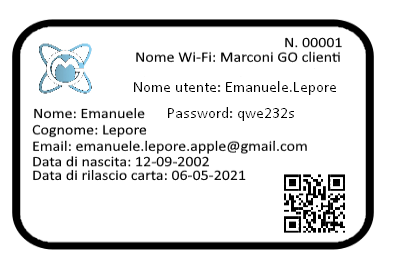 N. 00001
Nome Wi-Fi: Marconi GO clienti
Nome utente: Emanuele.Lepore
Nome: Emanuele Password: qwe232s
Cognome: Lepore
Email: emanuele.lepore.apple@gmail.com
Data di nascita: 12-09-2002
Data di rilascio carta: 06-05-2021